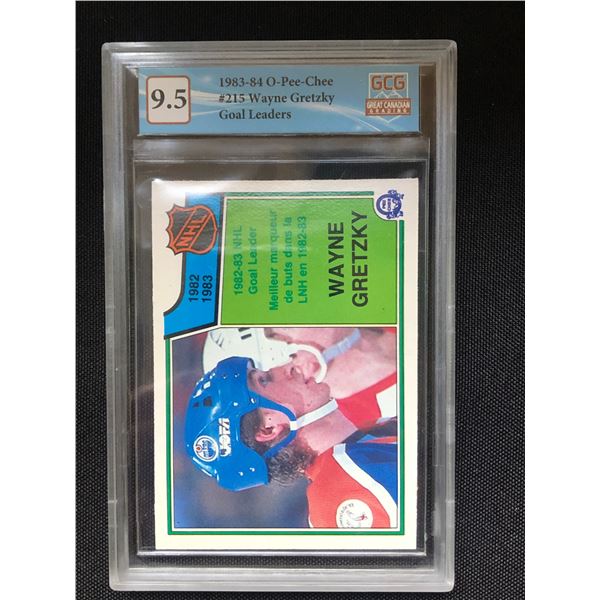 9.5
1983-84 O-Pee-Chee
#215 Wayne Gretzky
Goal Leaders
GCG
GREAT CANADIAN
GRADING
NHL
1982
1983
1982-83 NHL
Goal Leader
Meilleur marqueur
de buts dans la
LNH en 1982-83
WAYNE
GRETZKY
JOFA